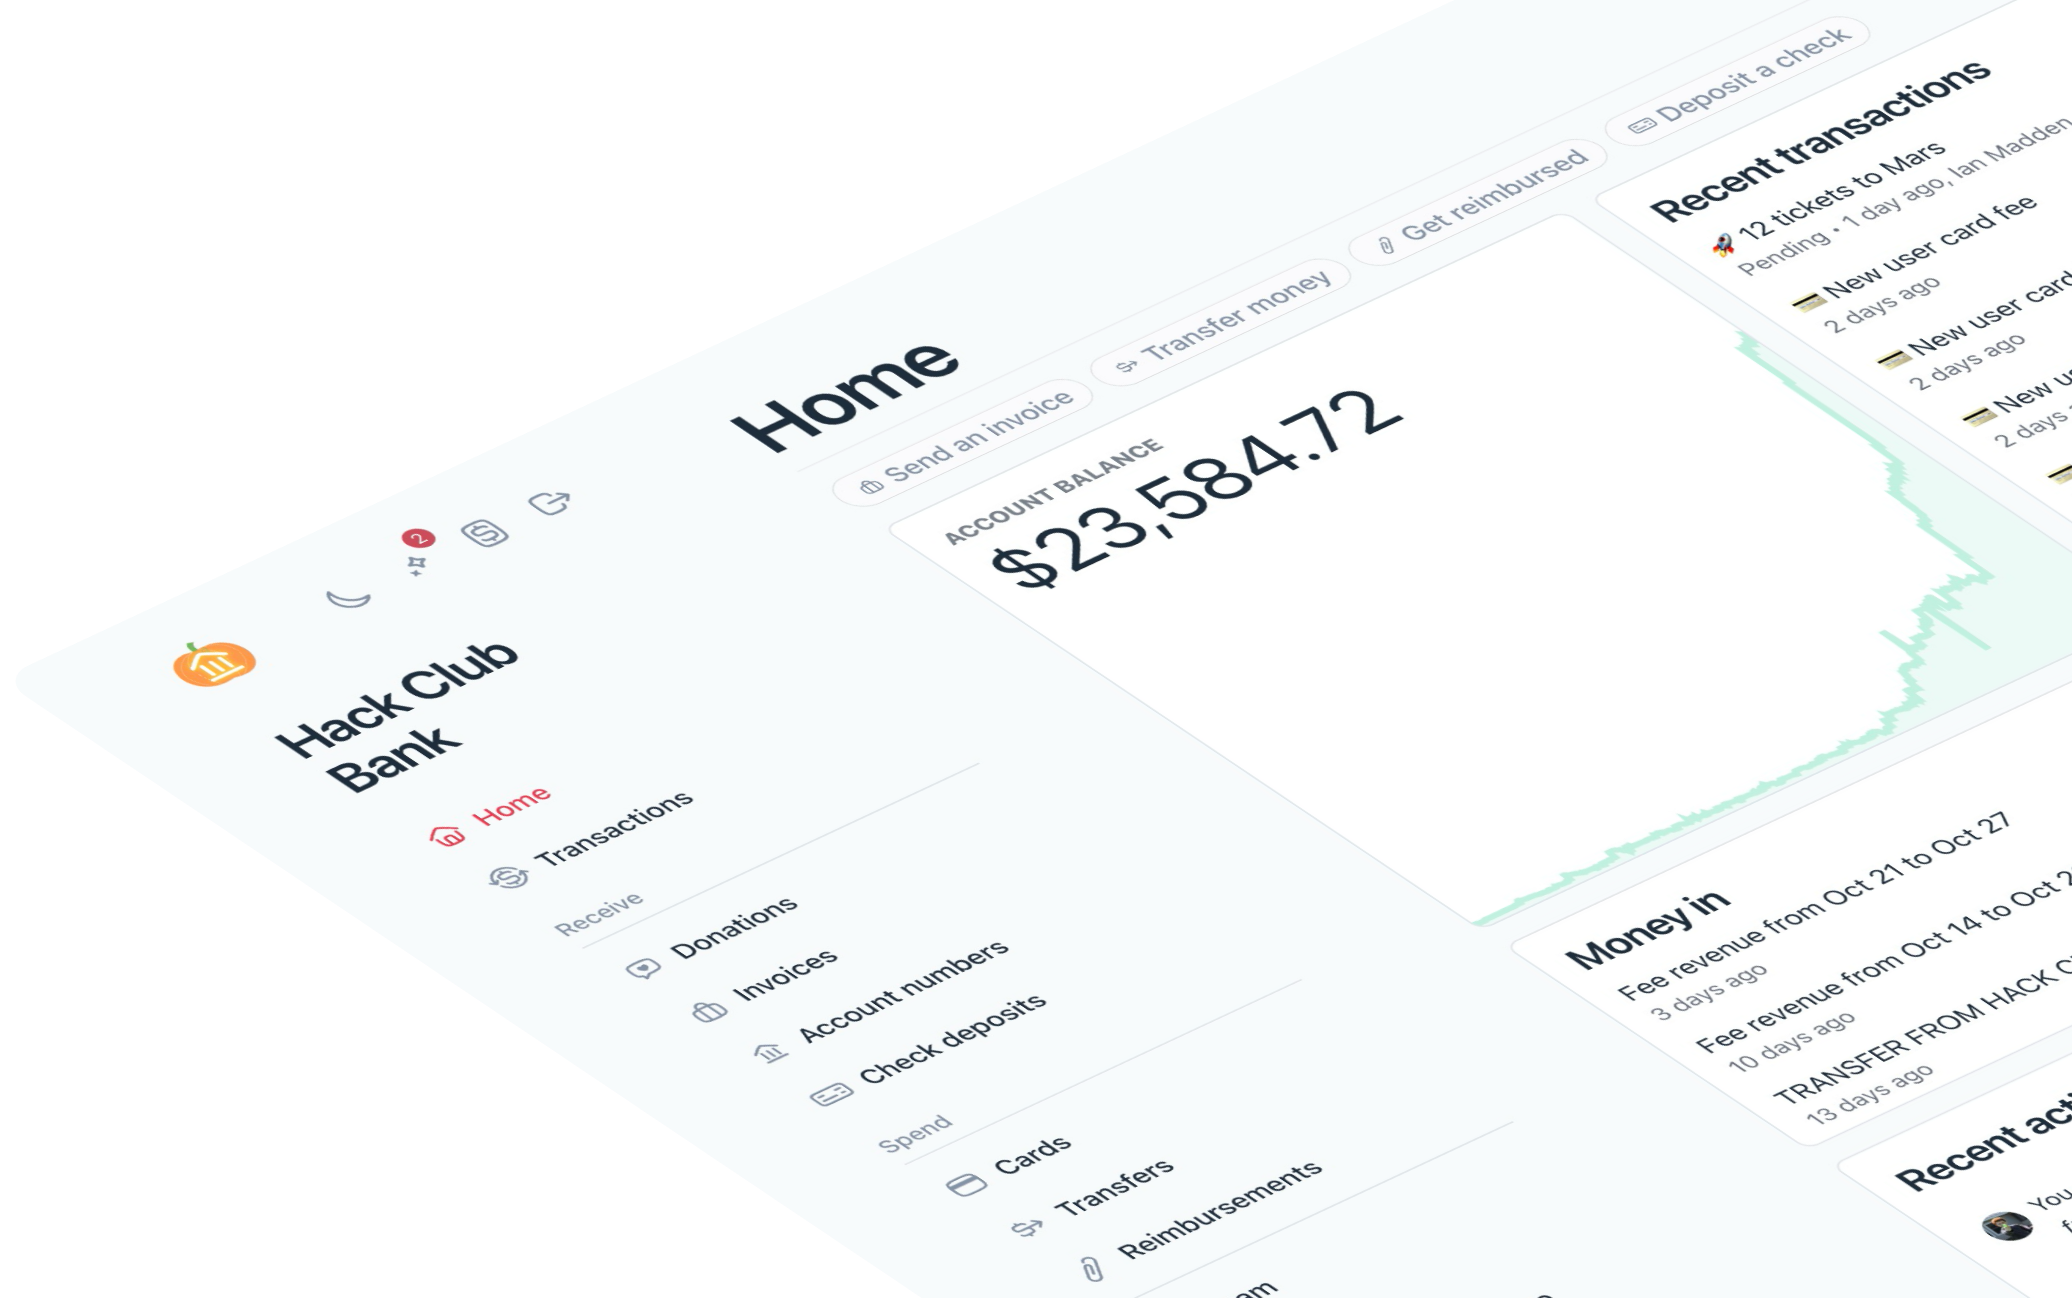 2
Hack Club
Bank
Home
Transactions
Receive
Donations
Invoices
Account numbers
Check deposits
Spend
Cards
Transfers
Reimbursements
Home
Send an invoice
Transfer money
Get reimbursed
Deposit a check
ACCOUNT BALANCE
$23,584.72
Recent transactions
🚀 12 tickets to Mars
Pending • 1 day ago, Ian Madden
💳 New user card fee
2 days ago
💳 New user card
2 days ago
💳 New
2 days
Money in
Fee revenue from Oct 21 to Oct 27
3 days ago
Fee revenue from Oct 14 to Oct
10 days ago
TRANSFER FROM HACK
13 days ago
Recent
You